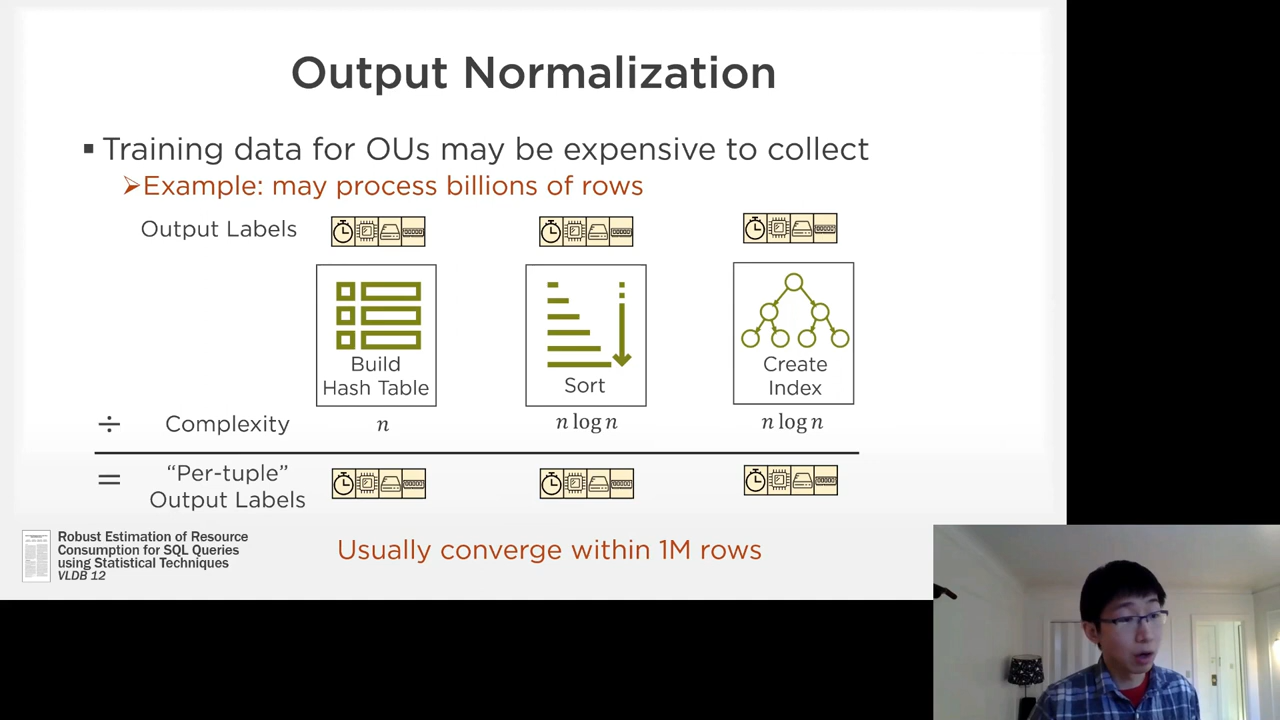 Output Normalization
▪ Training data for OUs may be expensive to collect
➢Example: may process billions of rows
Output Labels
Build
Hash Table
Sort
Create
Index
÷ Complexity n n log n n log n
= “Per-tuple”
Output Labels
Robust Estimation of Resource
Consumption for SQL Queries
using Statistical Techniques
VLDB 12
Usually converge within 1M rows